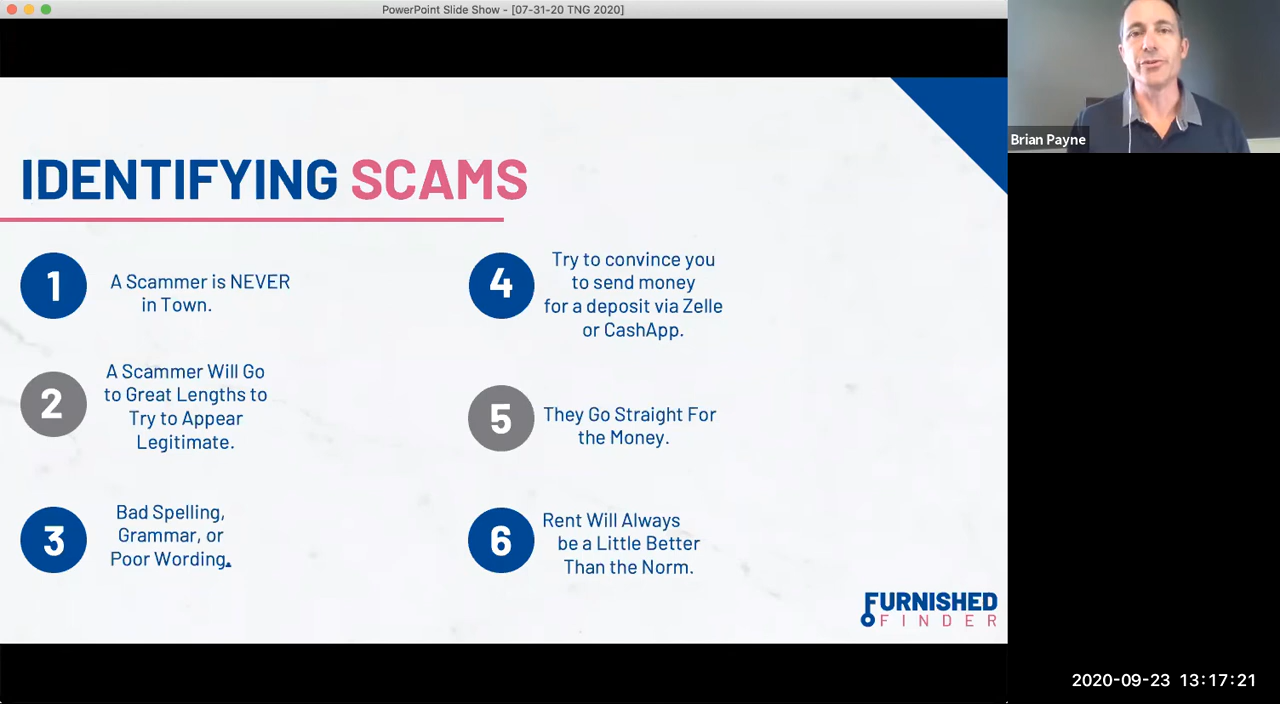 PowerPoint Slide Show - [07-31-20 TNG 2020]
IDENTIFYING SCAMS
1
A Scammer is NEVER
in Town.
2
A Scammer Will Go
to Great Lengths to
Try to Appear
Legitimate.
3
Bad Spelling,
Grammar, or
Poor Wording.
4
Try to convince you
to send money
for a deposit via Zelle
or CashApp.
5
They Go Straight For
the Money.
6
Rent Will Always
be a Little Better
Than the Norm.
FURNISHED
FINDER
Brian Payne
2020-09-23 13:17:21